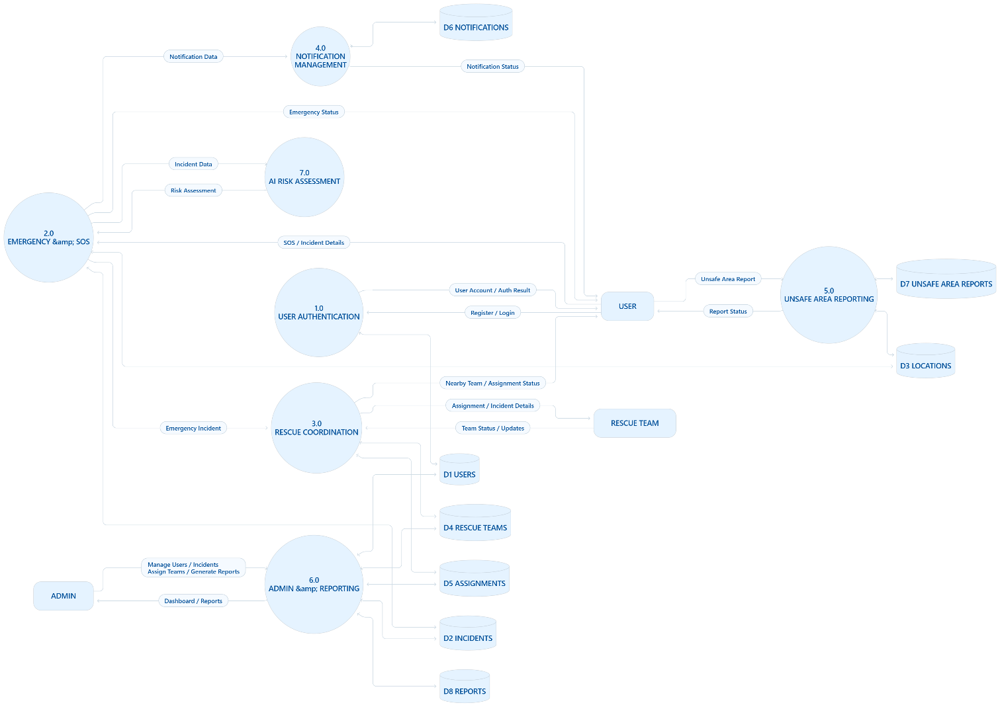 D6 NOTIFICATIONS
4.0
NOTIFICATION
MANAGEMENT
Notification Data
Notification Status
Emergency Status
Incident Data
7.0
AI RISK ASSESSMENT
Risk Assessment
2.0
EMERGENCY &amp; SOS
SOS / Incident Details
Unsafe Area Report
D7 UNSAFE AREA REPORTS
User Account / Auth Result
5.0
UNSAFE AREA REPORTING
1.0
USER AUTHENTICATION
USER
Register / Login
Report Status
D3 LOCATIONS
Nearby Team / Assignment Status
Assignment / Incident Details
3.0
RESCUE COORDINATION
RESCUE TEAM
Emergency Incident
Team Status / Updates
D1 USERS
D4 RESCUE TEAMS
Manage Users / Incidents
Assign Teams / Generate Reports
6.0
ADMIN &amp; REPORTING
D5 ASSIGNMENTS
ADMIN
Dashboard / Reports
D2 INCIDENTS
D8 REPORTS